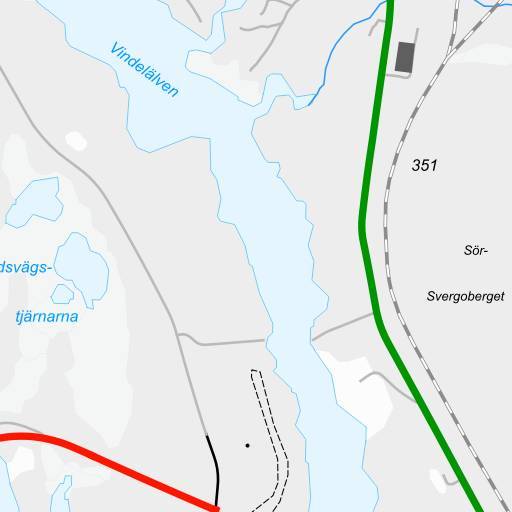 Vindelälven
351
Sör-
Svergoberget
dsvägs-
tjärnarna